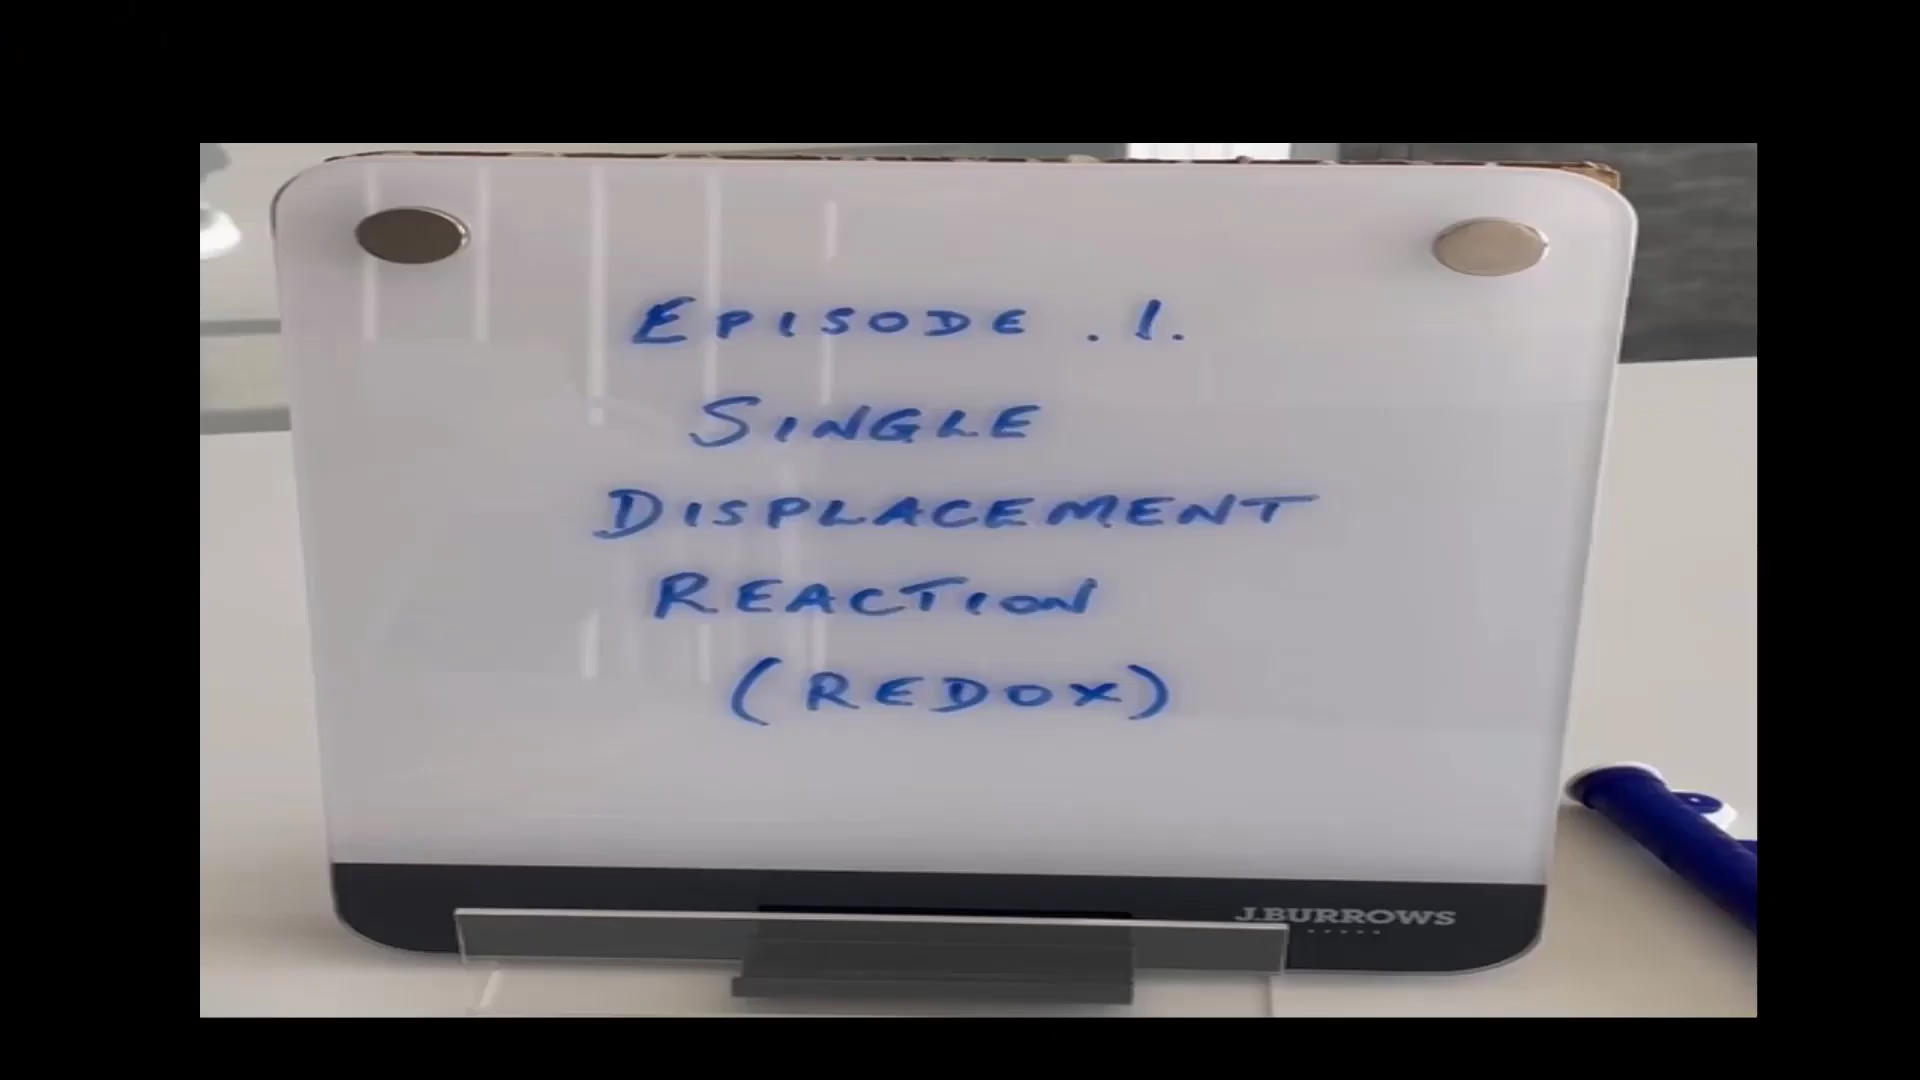 EPISODE .1.
SINGLE
DISPLACEMENT
REACTION
(REDOX)
J.BURROWS